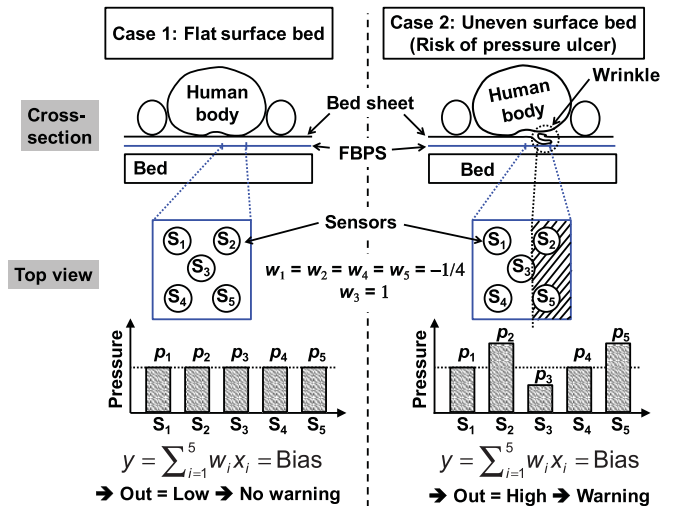 Case 1: Flat surface bed
Case 2: Uneven surface bed
(Risk of pressure ulcer)
Cross-
section
Human
body
Bed sheet
FBPS
Bed
Human
body
Wrinkle
Bed
Top view
S1 S2
S3
S4 S5
Sensors
w1 = w2 = w4 = w5 = −1/4
w3 = 1
S1 S2
S3
S4 S5
Pressure
p1 p2 p3 p4 p5
S1 S2 S3 S4 S5
Pressure
p1 p2 p3 p4 p5
S1 S2 S3 S4 S5
y = ∑⁵ᵢ₌₁ wᵢxᵢ = Bias
➔ Out = Low ➔ No warning
y = ∑⁵ᵢ₌₁ wᵢxᵢ = Bias
➔ Out = High ➔ Warning